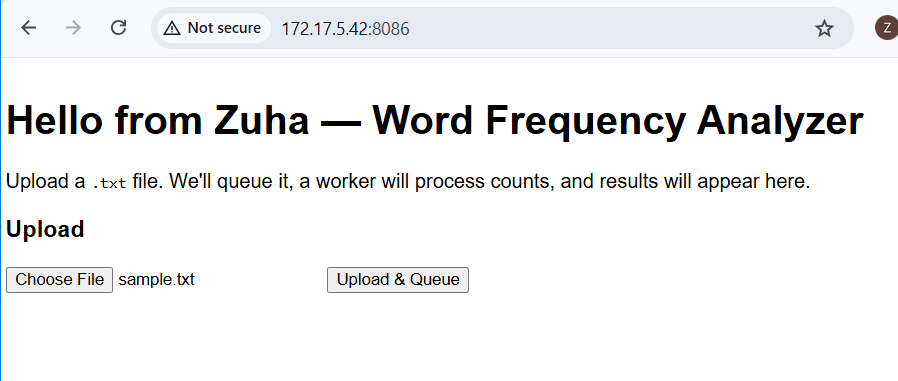 Not secure 172.17.5.42:8086 Z
Hello from Zuha — Word Frequency Analyzer
Upload a .txt file. We'll queue it, a worker will process counts, and results will appear here.
Upload
Choose File sample.txt Upload & Queue